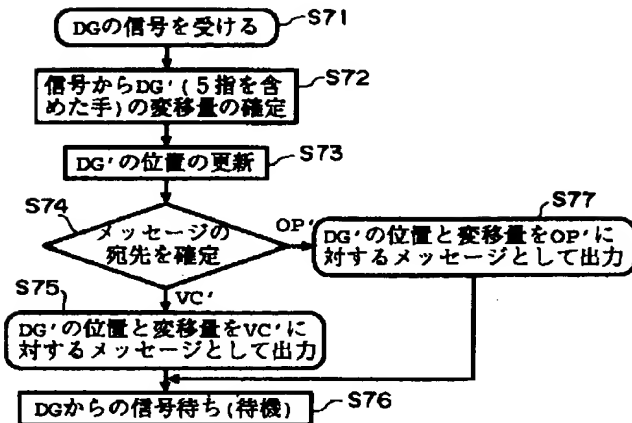 DGの信号を受ける
S71
信号からDG'(5指を含
めた手)の変移量の確定
S72
DG'の位置の更新
S73
S74
メッセージの
宛先を確定
OP'
S77
DG'の位置と変移量をOP'に
対するメッセージとして出力
S75
VC'
DG'の位置と変移量をVC'に
対するメッセージとして出力
DGからの信号待ち(待機)
S76